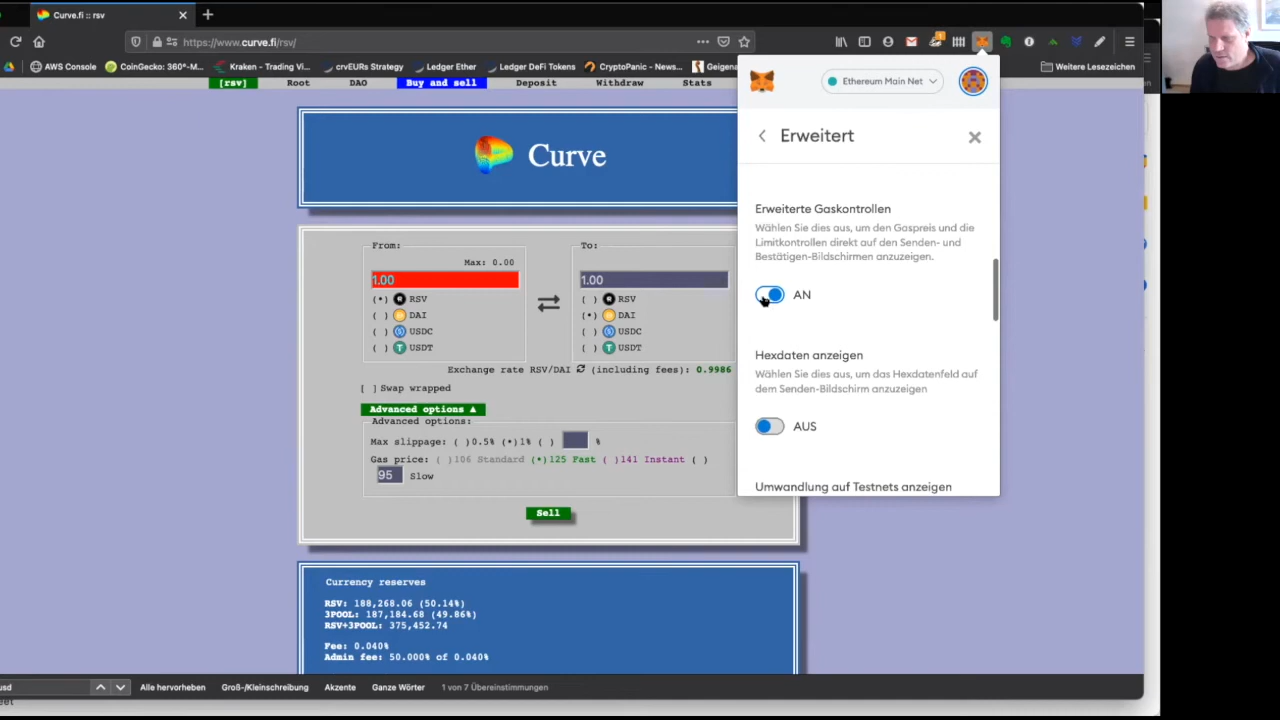 Curve.fi :: rsv
https://www.curve.fi/rsv/
AWS Console
CoinGecko: 360°-M...
Kraken - Trading Vi...
crvEURs Strategy
Ledger Ethereum
Ledger DeFi Tokens
CryptoPanic - News...
Geigena
Weitere Lesezeichen
[rsv] Root DAO Buy and sell Deposit Withdraw Stats
Curve
From:
Max: 0.00
1.00
(•) RSV
( ) DAI
( ) USDC
( ) USDT
To:
1.00
( ) RSV
(•) DAI
( ) USDC
( ) USDT
Exchange rate RSV/DAI (including fees): 0.9986
[ ] Swap wrapped
Advanced options ▲
Advanced options:
Max slippage: ( )0.5% (•)1% ( ) %
Gas price: ( )106 Standard (•)125 Fast ( )141 Instant ( )
95 Slow
Sell
Currency reserves
RSV: 188,268.06 (50.14%)
3POOL: 187,184.68 (49.86%)
RSV+3POOL: 375,452.74
Fee: 0.040%
Admin fee: 50.000% of 0.040%
Ethereum Main Net
Erweitert
Erweiterte Gaskontrollen
Wählen Sie dies aus, um den Gaspreis und die
Limitkontrollen direkt auf den Senden- und
Bestätigen-Bildschirmen anzuzeigen.
AN
Hexdaten anzeigen
Wählen Sie dies aus, um das Hexdatenfeld auf
dem Senden-Bildschirm anzuzeigen
AUS
Umwandlung auf Testnets anzeigen
usd
Alle hervorheben
Groß-/Kleinschreibung
Akzente
Ganze Wörter
1 von 7 Übereinstimmungen